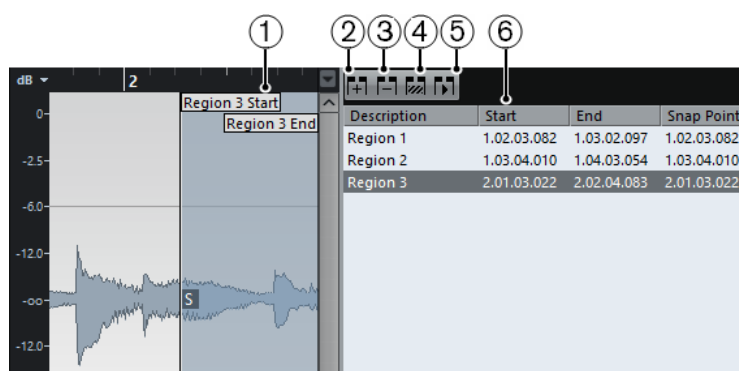 1 2 3 4 5 6
dB 2
Region 3 Start
Region 3 End
0-
-2.5-
-6.0-
-12.0-
-oo-
-12.0-
S
Description Start End Snap Point
Region 1 1.02.03.082 1.03.02.097 1.02.03.082
Region 2 1.03.04.010 1.04.03.054 1.03.04.010
Region 3 2.01.03.022 2.02.04.083 2.01.03.022